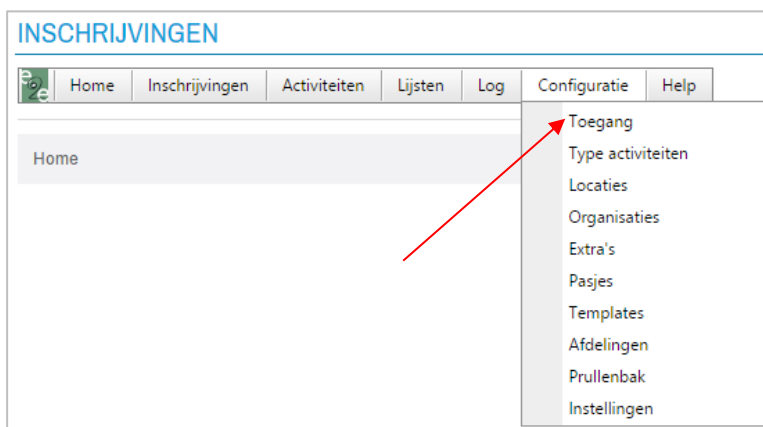 INSCHRIJVINGEN
e2e Home Inschrijvingen Activiteiten Lijsten Log Configuratie Help
Toegang
Type activiteiten
Home
Locaties
Organisaties
Extra's
Pasjes
Templates
Afdelingen
Prullenbak
Instellingen